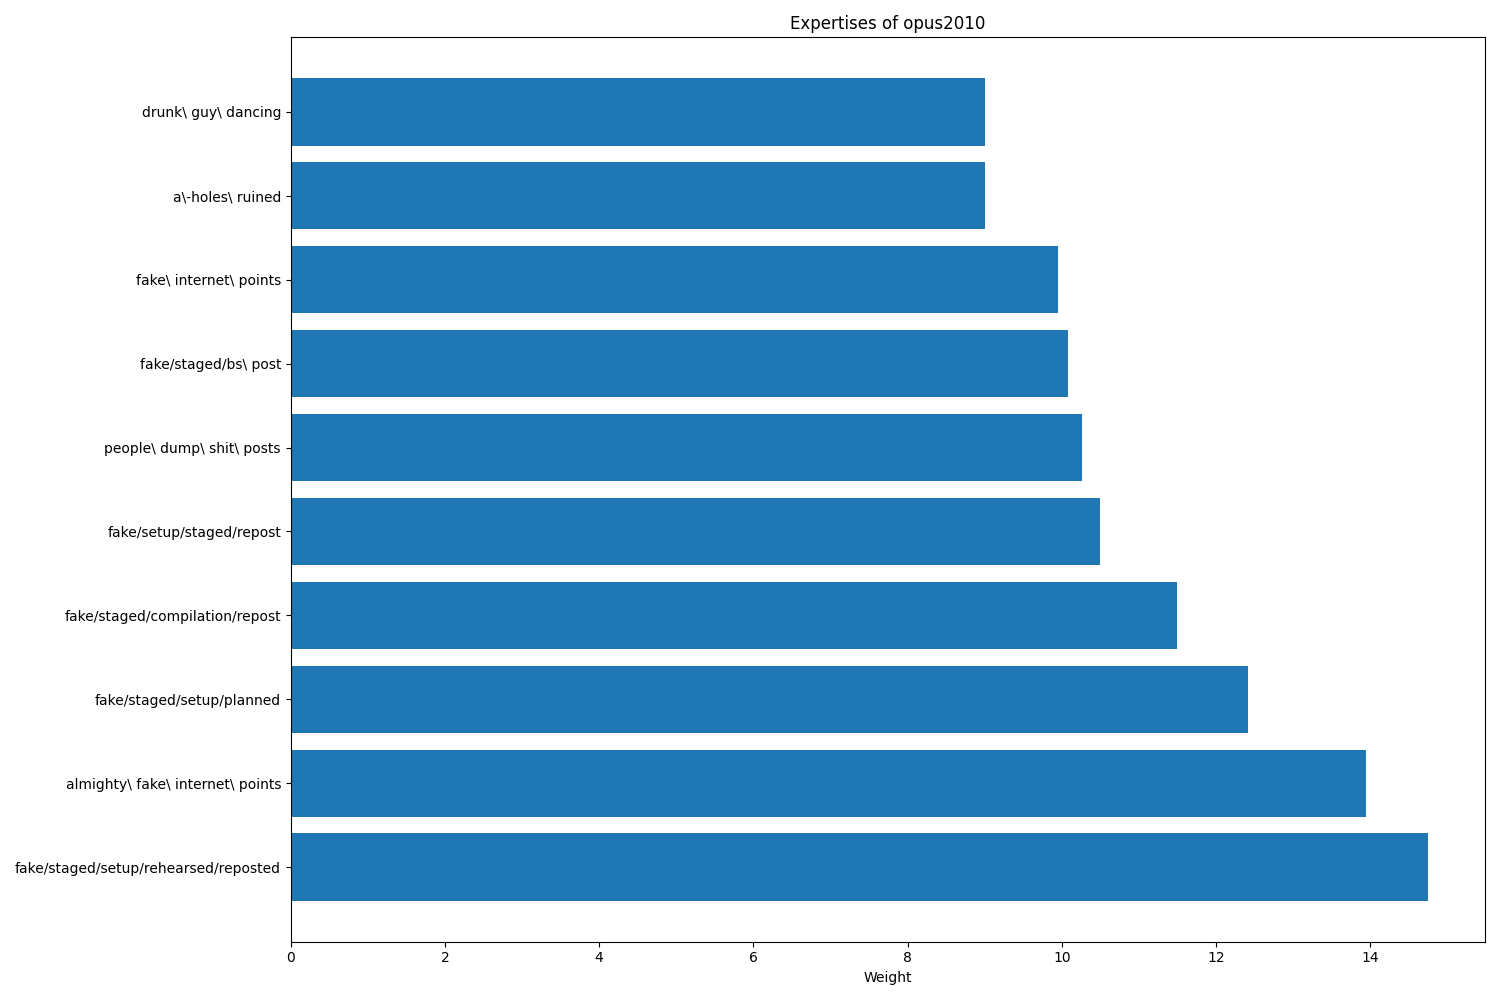 Expertises of opus2010
drunk\ guy\ dancing
a\-holes\ ruined
fake\ internet\ points
fake/staged/bs\ post
people\ dump\ shit\ posts
fake/setup/staged/repost
fake/staged/compilation/repost
fake/staged/setup/planned
almighty\ fake\ internet\ points
fake/staged/setup/rehearsed/reposted
0 2 4 6 8 10 12 14
Weight